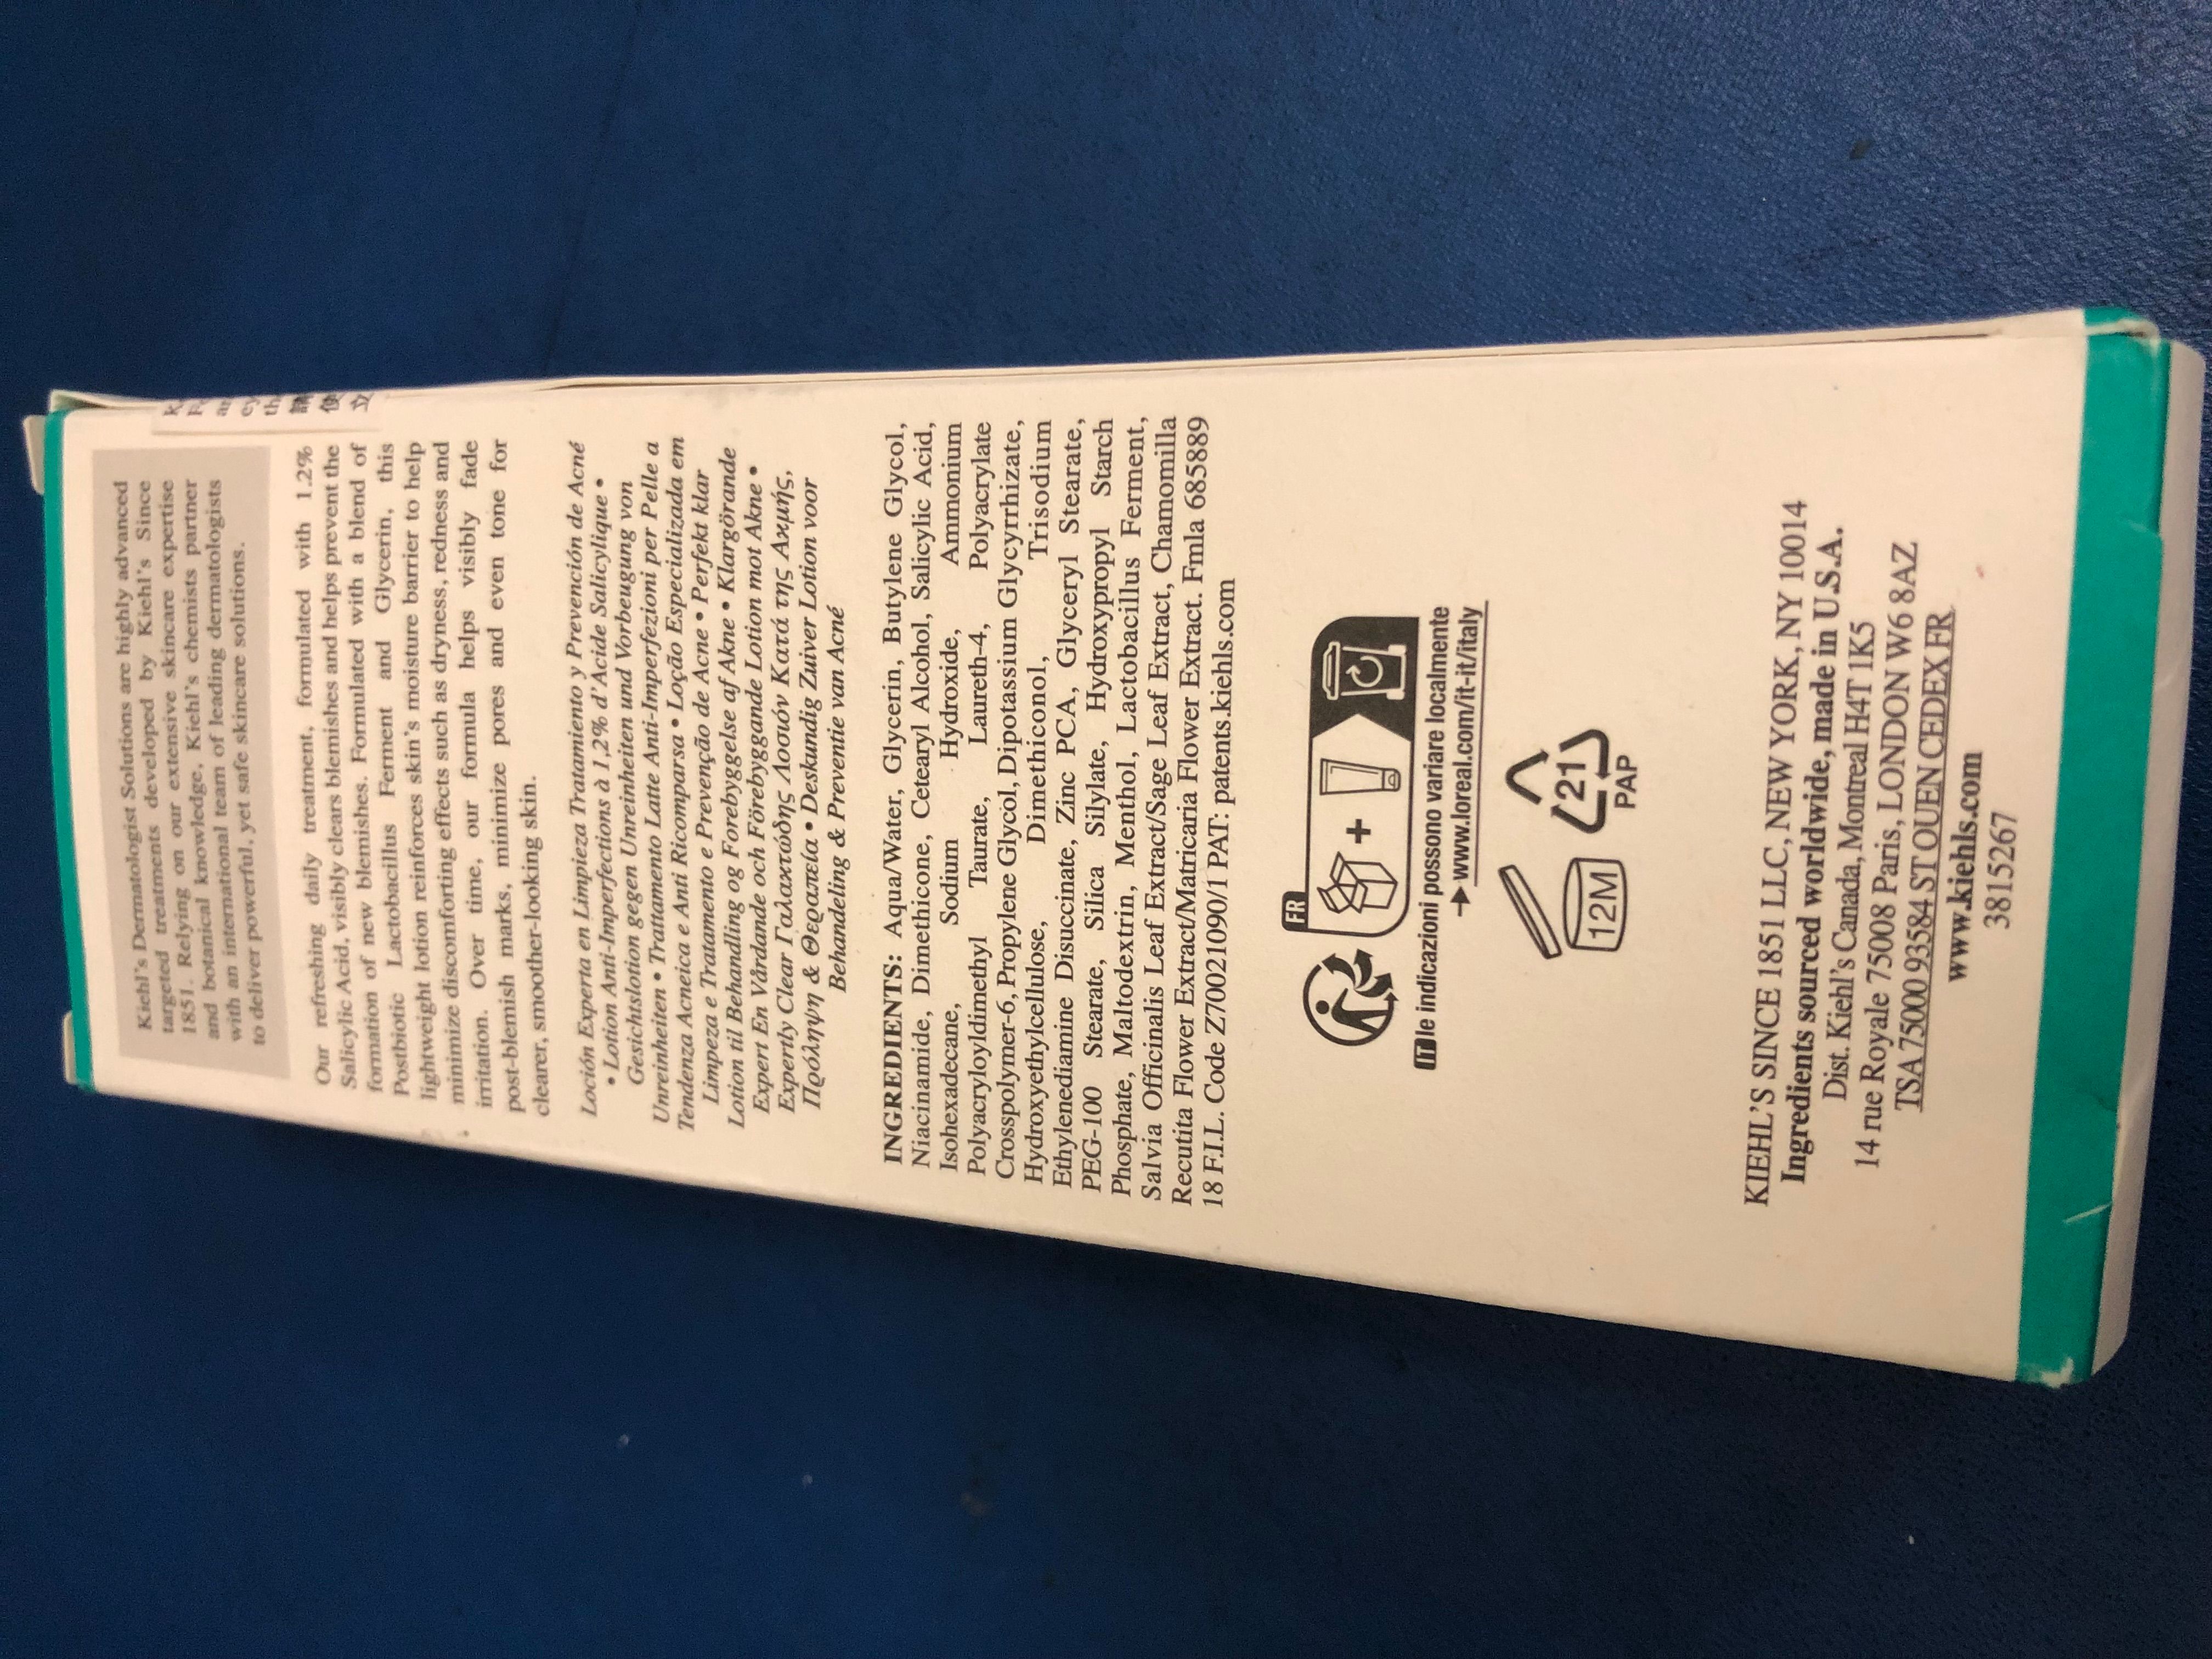 Kiehl's Dermatologist Solutions are highly advanced
targeted treatments developed by Kiehl's Since
1851. Relying on our extensive skincare expertise
and botanical knowledge, Kiehl's chemists partner
with an international team of leading dermatologists
to deliver powerful, yet safe skincare solutions.
Our refreshing daily treatment, formulated with 1.2%
Salicylic Acid, visibly clears blemishes and helps prevent the
formation of new blemishes. Formulated with a blend of
Postbiotic Lactobacillus Ferment and Glycerin, this
lightweight lotion reinforces skin's moisture barrier to help
minimize discomforting effects such as dryness, redness and
irritation. Over time, our formula helps visibly fade
post-blemish marks, minimize pores and even tone for
clearer, smoother-looking skin.
Loción Experta en Limpieza Tratamiento y Prevención de Acné
• Lotion Anti-Imperfections à 1,2% d'Acide Salicylique •
Gesichtslotion gegen Unreinheiten und Vorbeugung von
Unreinheiten • Trattamento Latte Anti-Imperfezioni per Pelle a
Tendenza Acneica e Anti Ricomparsa • Loção Especializada em
Limpeza e Tratamento e Prevenção de Acne • Perfekt klar
Lotion til Behandling og Forebyggelse af Akne • Klargörande
Expert En Vårdande och Förebyggande Lotion mot Akne •
Expertly Clear Γαλακτώδης Λοσιόν Κατά της Ακμής,
Πρόληψη & Θεραπεία • Deskundig Zuiver Lotion voor
Behandeling & Preventie van Acné
INGREDIENTS: Aqua/Water, Glycerin, Butylene Glycol,
Niacinamide, Dimethicone, Cetearyl Alcohol, Salicylic Acid,
Isohexadecane, Sodium Hydroxide, Ammonium
Polyacryloyldimethyl Taurate, Laureth-4, Polyacrylate
Crosspolymer-6, Propylene Glycol, Dipotassium Glycyrrhizate,
Hydroxyethylcellulose, Dimethiconol, Trisodium
Ethylenediamine Disuccinate, Zinc PCA, Glyceryl Stearate,
PEG-100 Stearate, Silica Silylate, Hydroxypropyl Starch
Phosphate, Maltodextrin, Menthol, Lactobacillus Ferment,
Salvia Officinalis Leaf Extract/Sage Leaf Extract, Chamomilla
Recutita Flower Extract/Matricaria Flower Extract. Fmla 685889
18 F.I.L. Code Z70021090/1 PAT: patents.kiehls.com
FR
+
IT le indicazioni possono variare localmente
➔ www.loreal.com/it-it/italy
12M
21
PAP
KIEHL'S SINCE 1851 LLC, NEW YORK, NY 10014
Ingredients sourced worldwide, made in U.S.A.
Dist. Kiehl's Canada, Montreal H4T 1K5
14 rue Royale 75008 Paris, LONDON W6 8AZ
TSA 75000 93584 ST OUEN CEDEX FR
www.kiehls.com
3815267